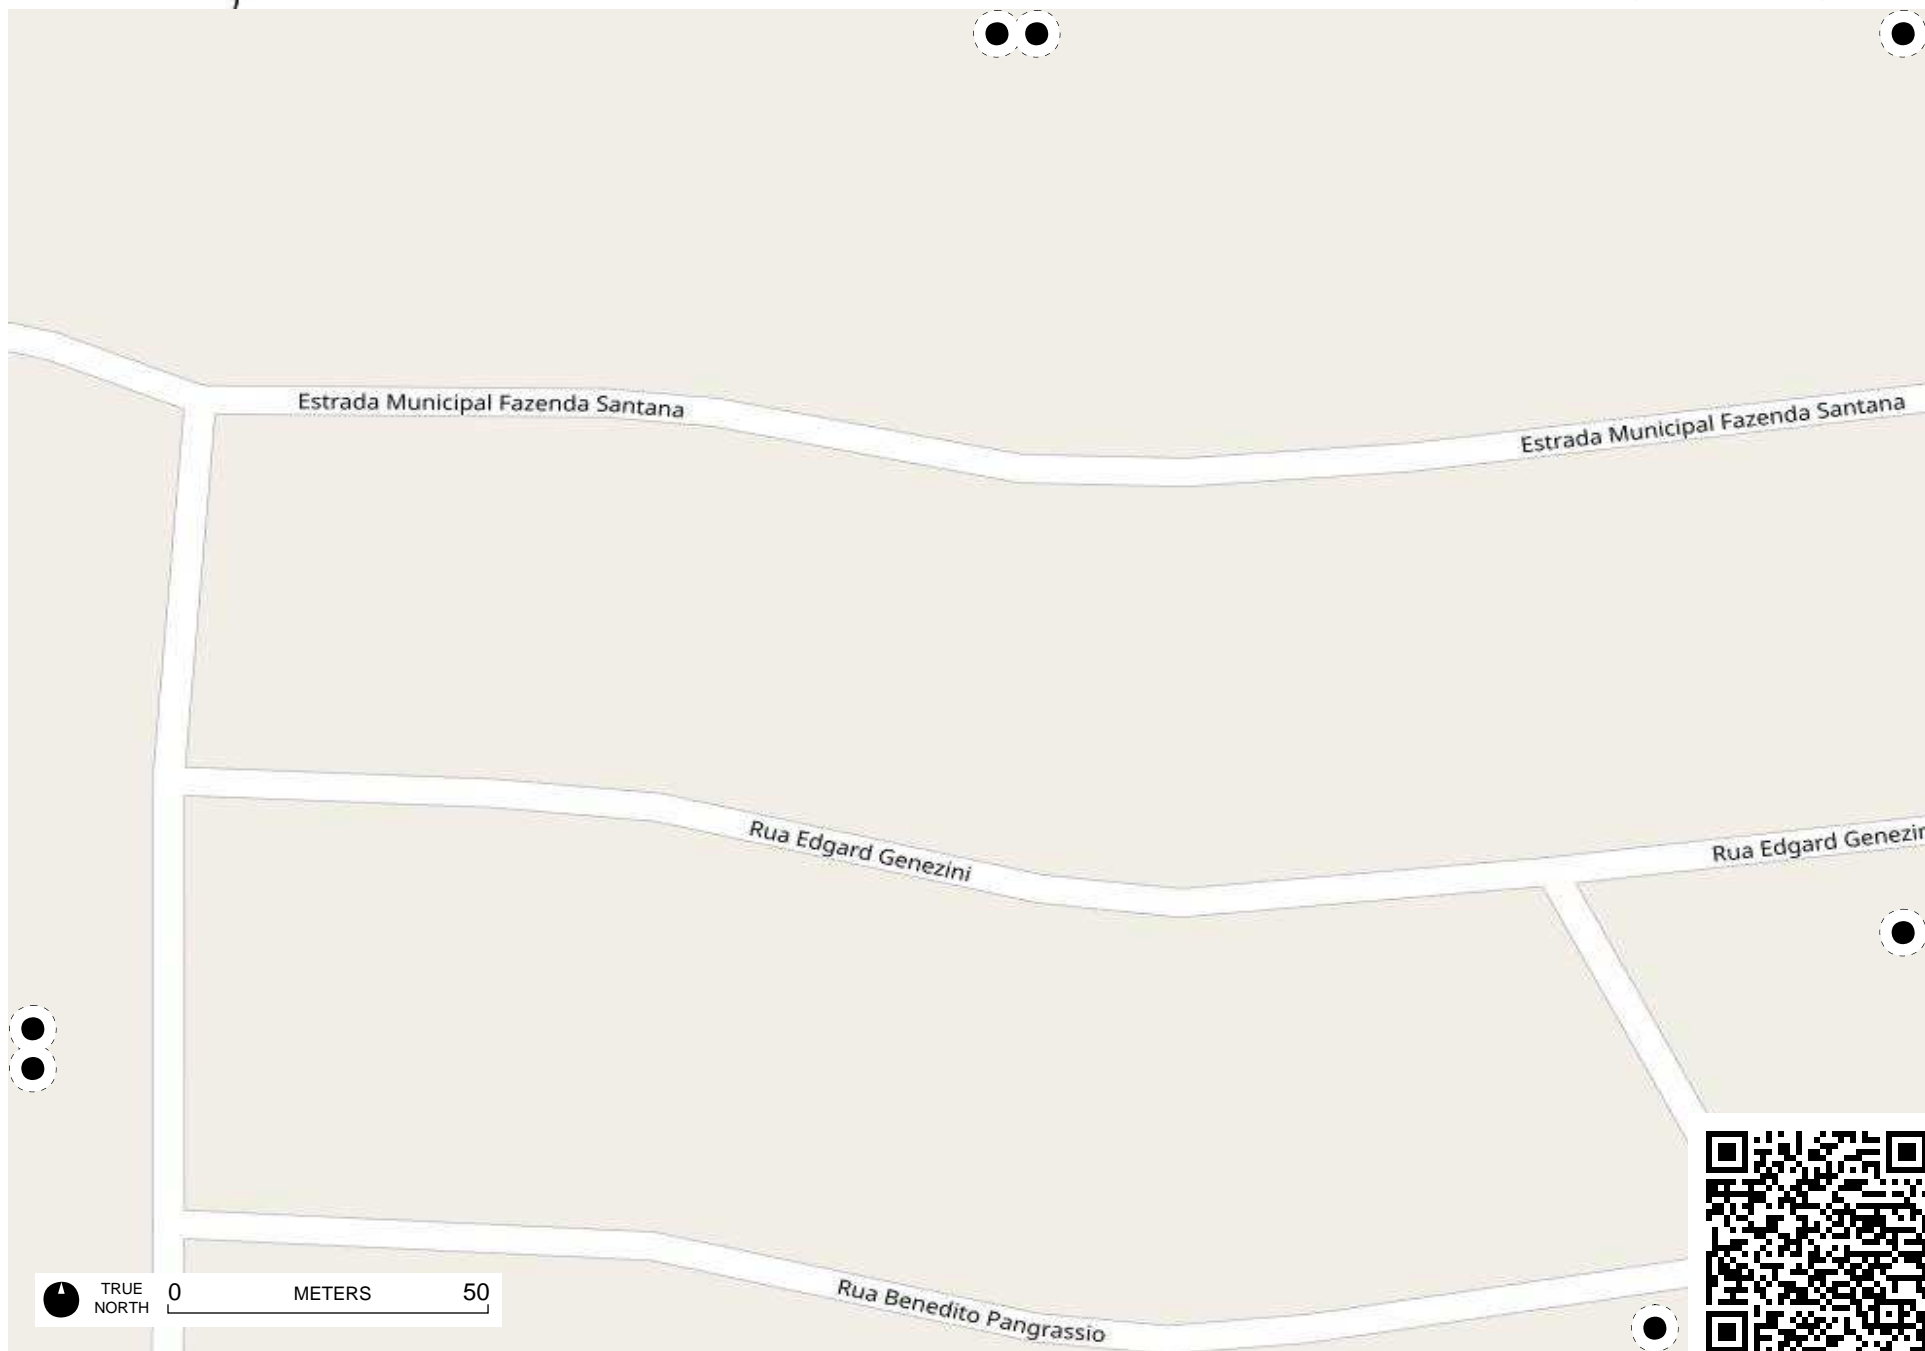 Estrada Municipal Fazenda Santana
Estrada Municipal Fazenda Santana
Rua Edgard Genezini
Rua Edgard Genezin
Rua Benedito Pangrassio
TRUE NORTH
0 METERS 50